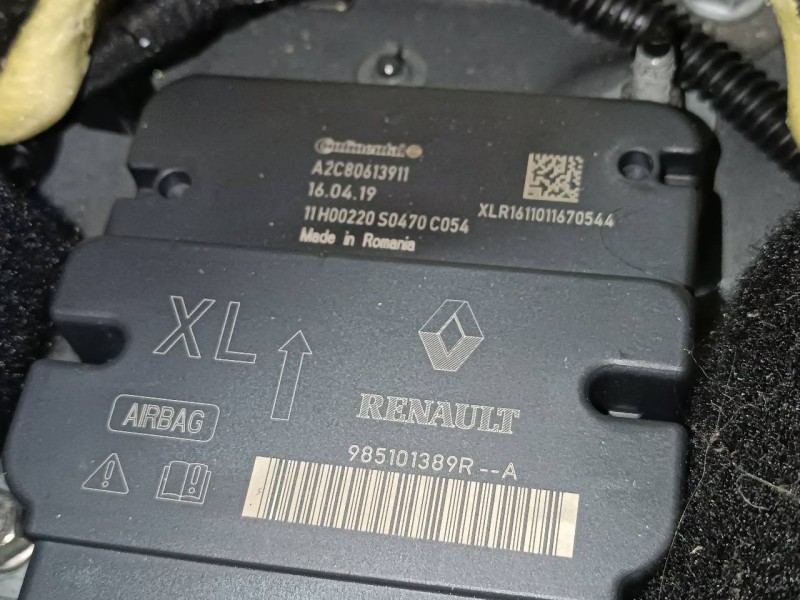 Continental
A2C80613911
16.04.19
11H00220 S0470 C054
XLR1611011670544
Made in Romania
XL
AIRBAG
RENAULT
985101389R--A